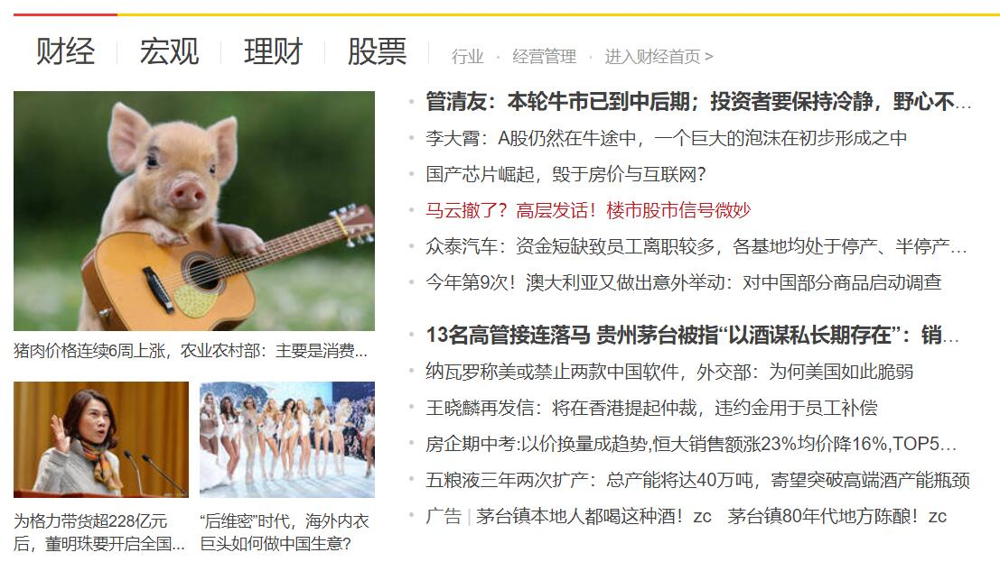 财经 宏观 理财 股票 行业 · 经营管理 · 进入财经首页 >
猪肉价格连续6周上涨，农业农村部：主要是消费...
为格力带货超228亿元
后，董明珠要开启全国...
“后维密”时代，海外内衣
巨头如何做中国生意？
管清友：本轮牛市已到中后期；投资者要保持冷静，野心不...
李大霄：A股仍然在牛途中，一个巨大的泡沫在初步形成之中
国产芯片崛起，毁于房价与互联网？
马云撤了？高层发话！楼市股市信号微妙
众泰汽车：资金短缺致员工离职较多，各基地均处于停产、半停产...
今年第9次！澳大利亚又做出意外举动：对中国部分商品启动调查
13名高管接连落马 贵州茅台被指“以酒谋私长期存在”：销...
纳瓦罗称美或禁止两款中国软件，外交部：为何美国如此脆弱
王晓麟再发信：将在香港提起仲裁，违约金用于员工补偿
房企期中考:以价换量成趋势,恒大销售额涨23%均价降16%,TOP5...
五粮液三年两次扩产：总产能将达40万吨，寄望突破高端酒产能瓶颈
广告 | 茅台镇本地人都喝这种酒！zc 茅台镇80年代地方陈酿！zc